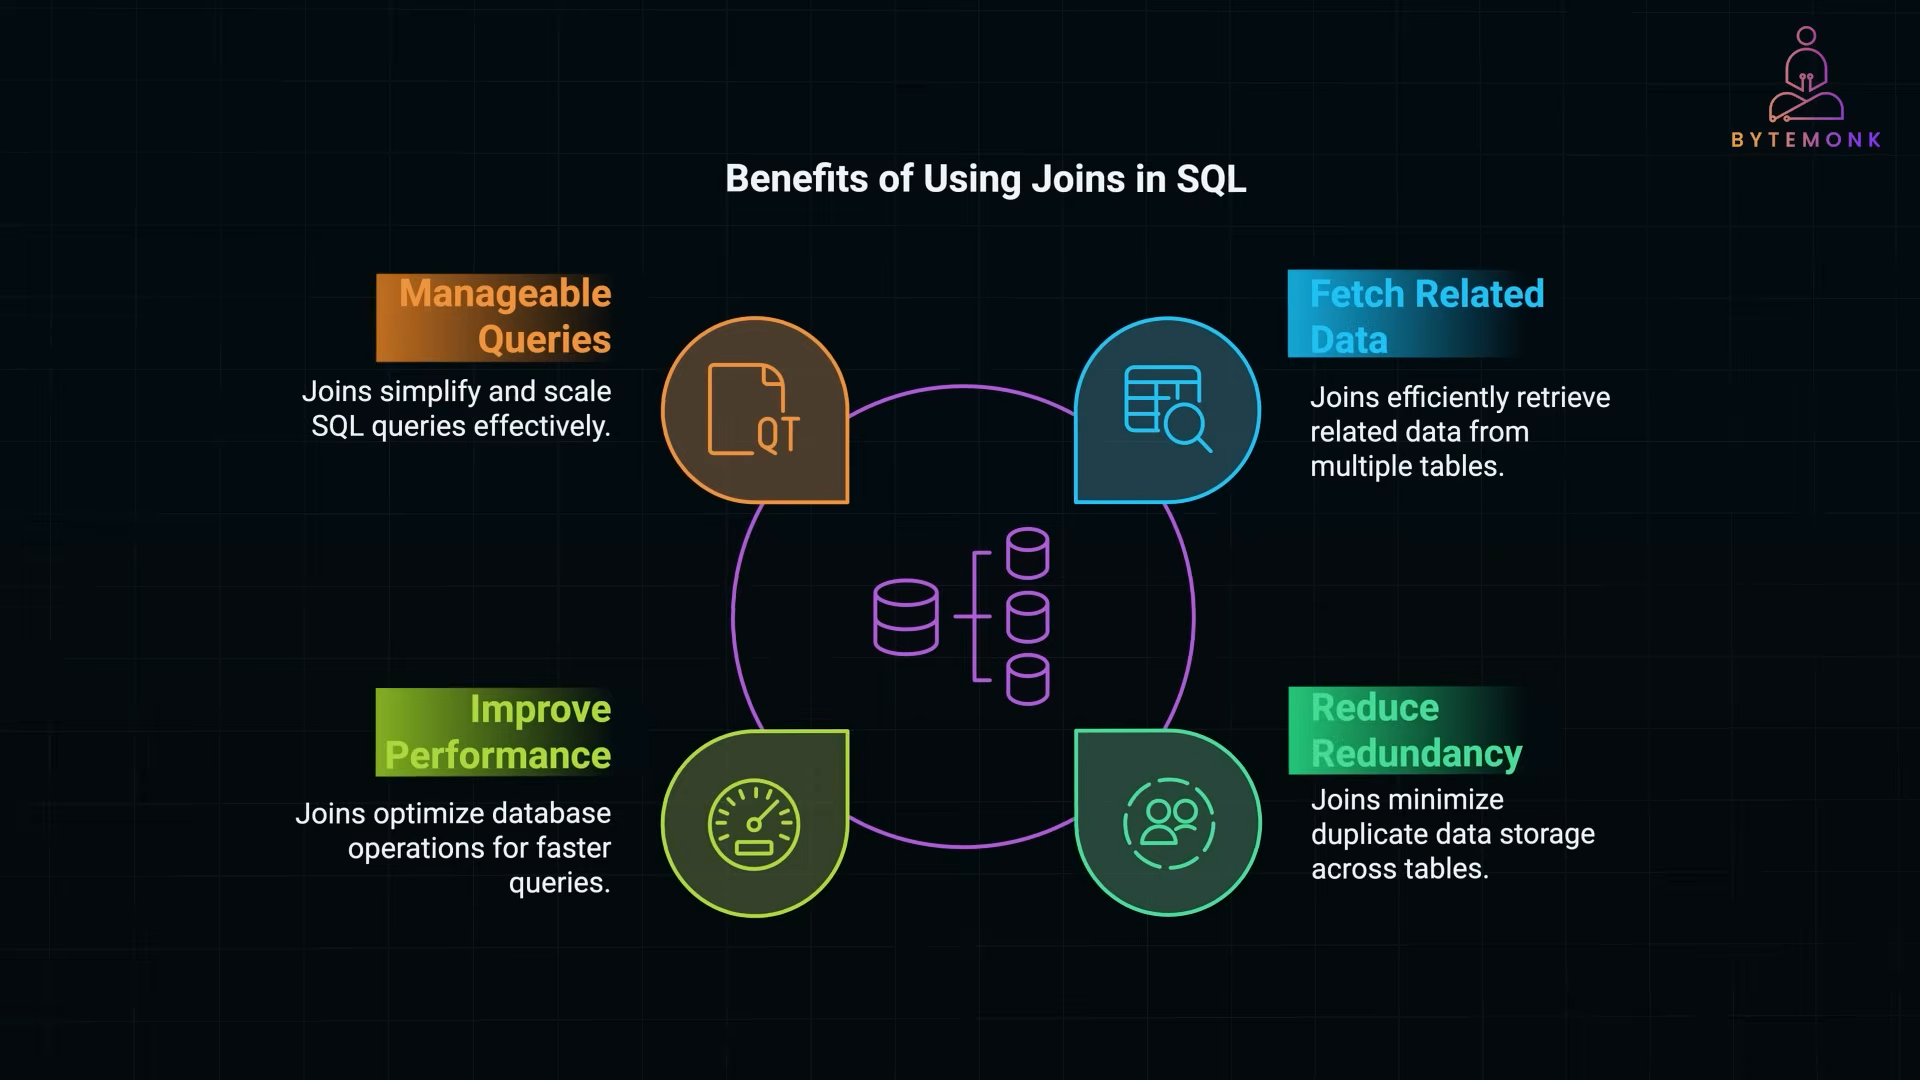 BYTEMONK
Benefits of Using Joins in SQL
Manageable
Queries
Joins simplify and scale
SQL queries effectively.
QT
Fetch Related
Data
Joins efficiently retrieve
related data from
multiple tables.
Improve
Performance
Joins optimize database
operations for faster
queries.
Reduce
Redundancy
Joins minimize
duplicate data storage
across tables.